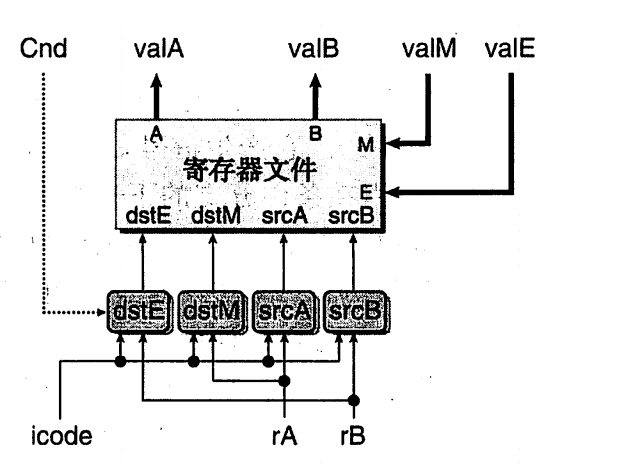 Cnd valA valB valM valE
A B
M
寄存器文件
E
dstE dstM srcA srcB
dstE dstM srcA srcB
icode rA rB